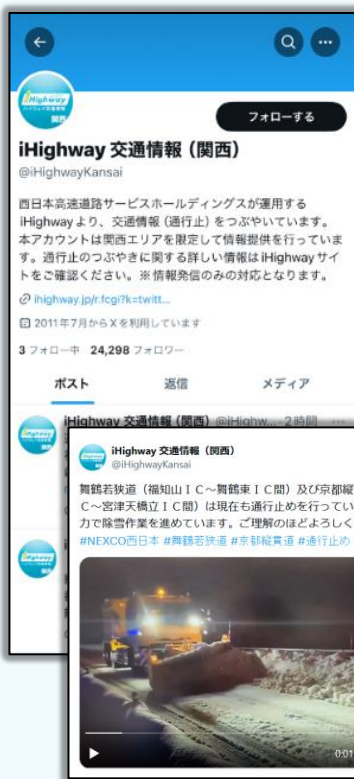 iHighway
関西
フォローする
iHighway 交通情報（関西）
@iHighwayKansai
西日本高速道路サービスホールディングスが運用する
iHighwayより、交通情報（通行止）をつぶやいています。
本アカウントは関西エリアを限定して情報提供を行っていま
す。通行止のつぶやきに関する詳しい情報はiHighwayサイ
トをご確認ください。※情報発信のみの対応となります。
ihighway.jp/r.fcgi?k=twitt...
2011年7月からXを利用しています
3 フォロー中 24,298 フォロワー
ポスト 返信 メディア
iHighway 交通情報（関西） @iHighw... · 2時間 ...
iHighway 交通情報（関西）
@iHighwayKansai
舞鶴若狭道（福知山ＩＣ～舞鶴東ＩＣ間）及び京都縦
Ｃ～宮津天橋立ＩＣ間）は現在も通行止めを行ってい
力で除雪作業を進めています。ご理解のほどよろしく
#NEXCO西日本 #舞鶴若狭道 #京都縦貫道 #通行止め
0:01